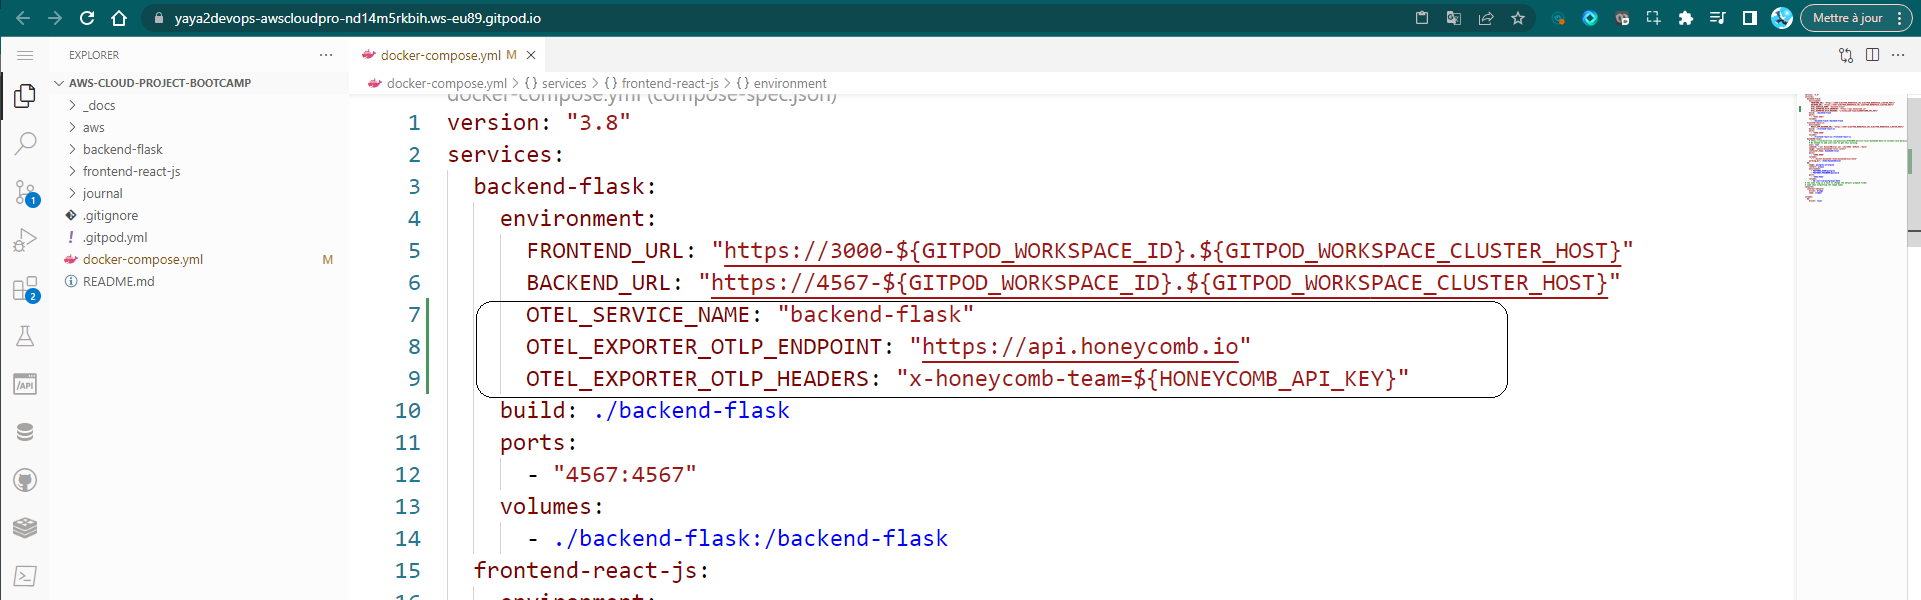 yaya2devops-awscloudpro-nd14m5rkbih.ws-eu89.gitpod.io
Mettre à jour
EXPLORER
docker-compose.yml M
AWS-CLOUD-PROJECT-BOOTCAMP
docker-compose.yml > {} services > {} frontend-react-js > {} environment
_docs
aws
backend-flask
frontend-react-js
journal
.gitignore
.gitpod.yml
docker-compose.yml M
README.md
1
2
/API
docker-compose.yml (compose-spec.json)
1 version: "3.8"
2 services:
3 backend-flask:
4 environment:
5 FRONTEND_URL: "https://3000-${GITPOD_WORKSPACE_ID}.${GITPOD_WORKSPACE_CLUSTER_HOST}"
6 BACKEND_URL: "https://4567-${GITPOD_WORKSPACE_ID}.${GITPOD_WORKSPACE_CLUSTER_HOST}"
7 OTEL_SERVICE_NAME: "backend-flask"
8 OTEL_EXPORTER_OTLP_ENDPOINT: "https://api.honeycomb.io"
9 OTEL_EXPORTER_OTLP_HEADERS: "x-honeycomb-team=${HONEYCOMB_API_KEY}"
10 build: ./backend-flask
11 ports:
12 - "4567:4567"
13 volumes:
14 - ./backend-flask:/backend-flask
15 frontend-react-js:
16 environment: